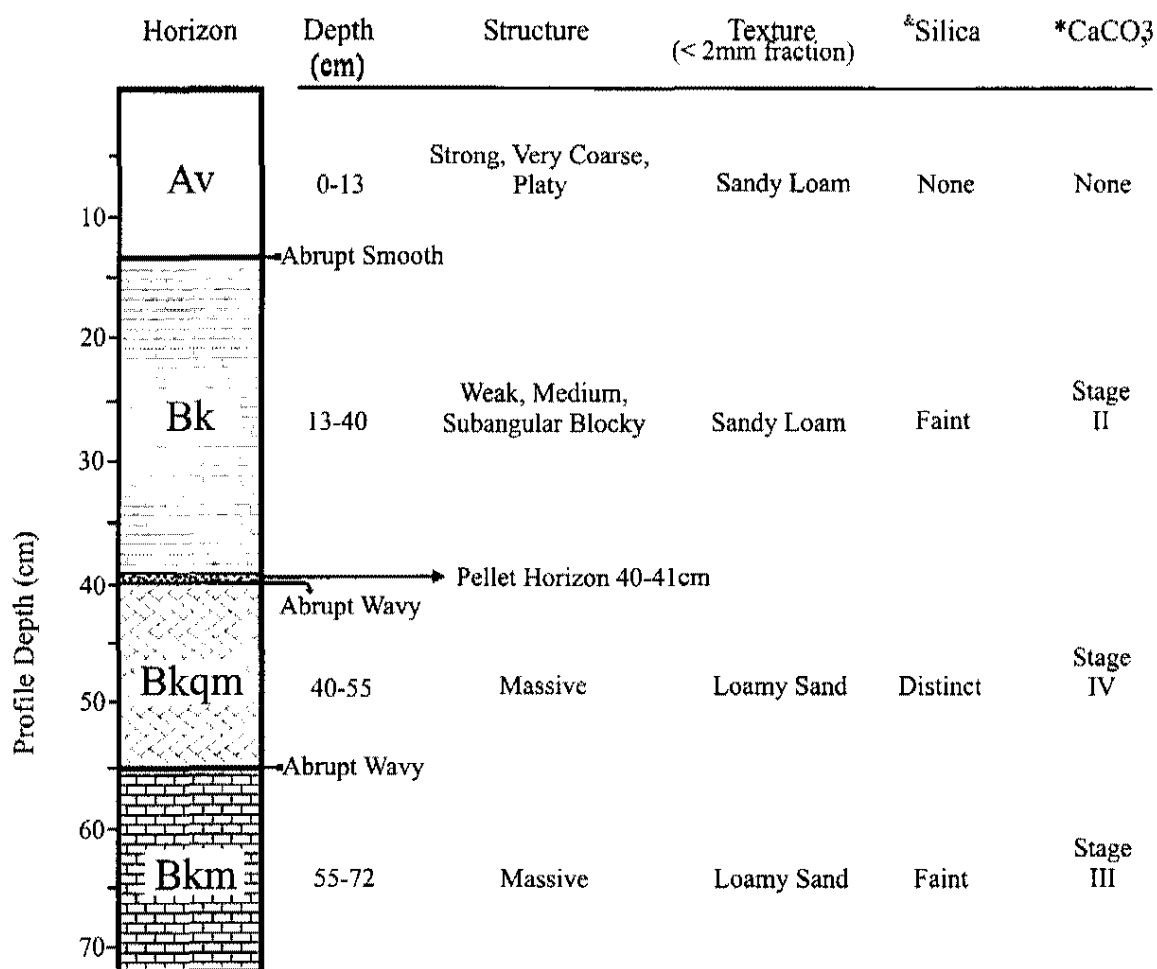 Horizon Depth (cm) Structure Texture (< 2mm fraction) &Silica *CaCO3
Strong, Very Coarse,
Av 0-13 Platy Sandy Loam None None
10
Abrupt Smooth
20
Weak, Medium, Stage
Bk 13-40 Subangular Blocky Sandy Loam Faint II
30
Pellet Horizon 40-41cm
40
Abrupt Wavy
Stage
Bkqm 40-55 Massive Loamy Sand Distinct IV
50
Abrupt Wavy
60
Stage
Bkm 55-72 Massive Loamy Sand Faint III
70
Profile Depth (cm)